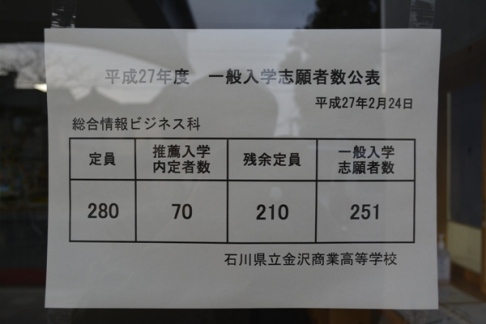 平成27年度 一般入学志願者数公表
平成27年2月24日
総合情報ビジネス科
定員 推薦入学内定者数 残余定員 一般入学志願者数
280 70 210 251
石川県立金沢商業高等学校